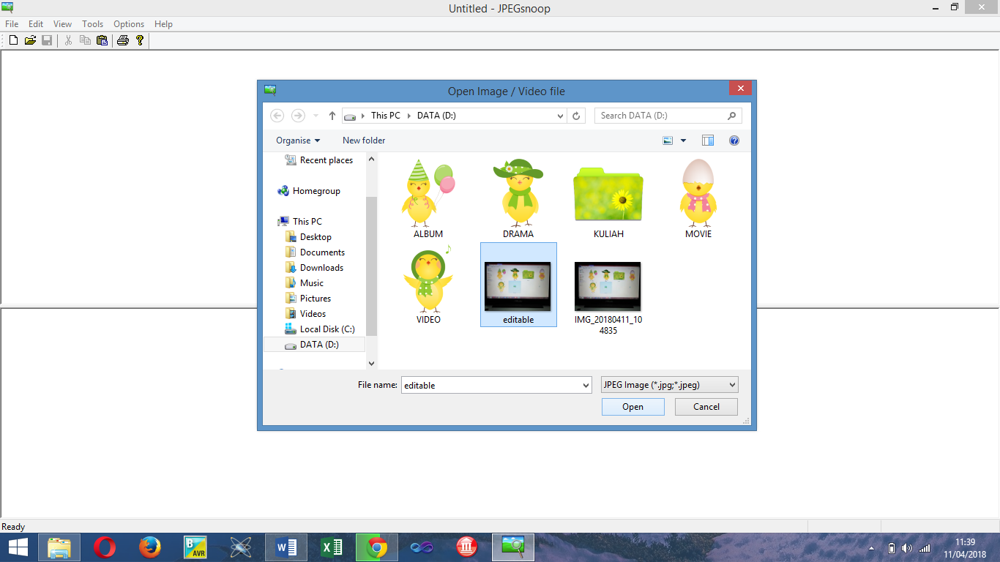 Untitled - JPEGsnoop
File Edit View Tools Options Help
Open Image / Video file
This PC DATA (D:)
Search DATA (D:)
Organise
New folder
Recent places
Homegroup
This PC
Desktop
Documents
Downloads
Music
Pictures
Videos
Local Disk (C:)
DATA (D:)
ALBUM
DRAMA
KULIAH
MOVIE
VIDEO
editable
IMG_20180411_10
4835
File name: editable
JPEG Image (*.jpg;*.jpeg)
Open
Cancel
Ready
B
AVR
11:39
11/04/2018